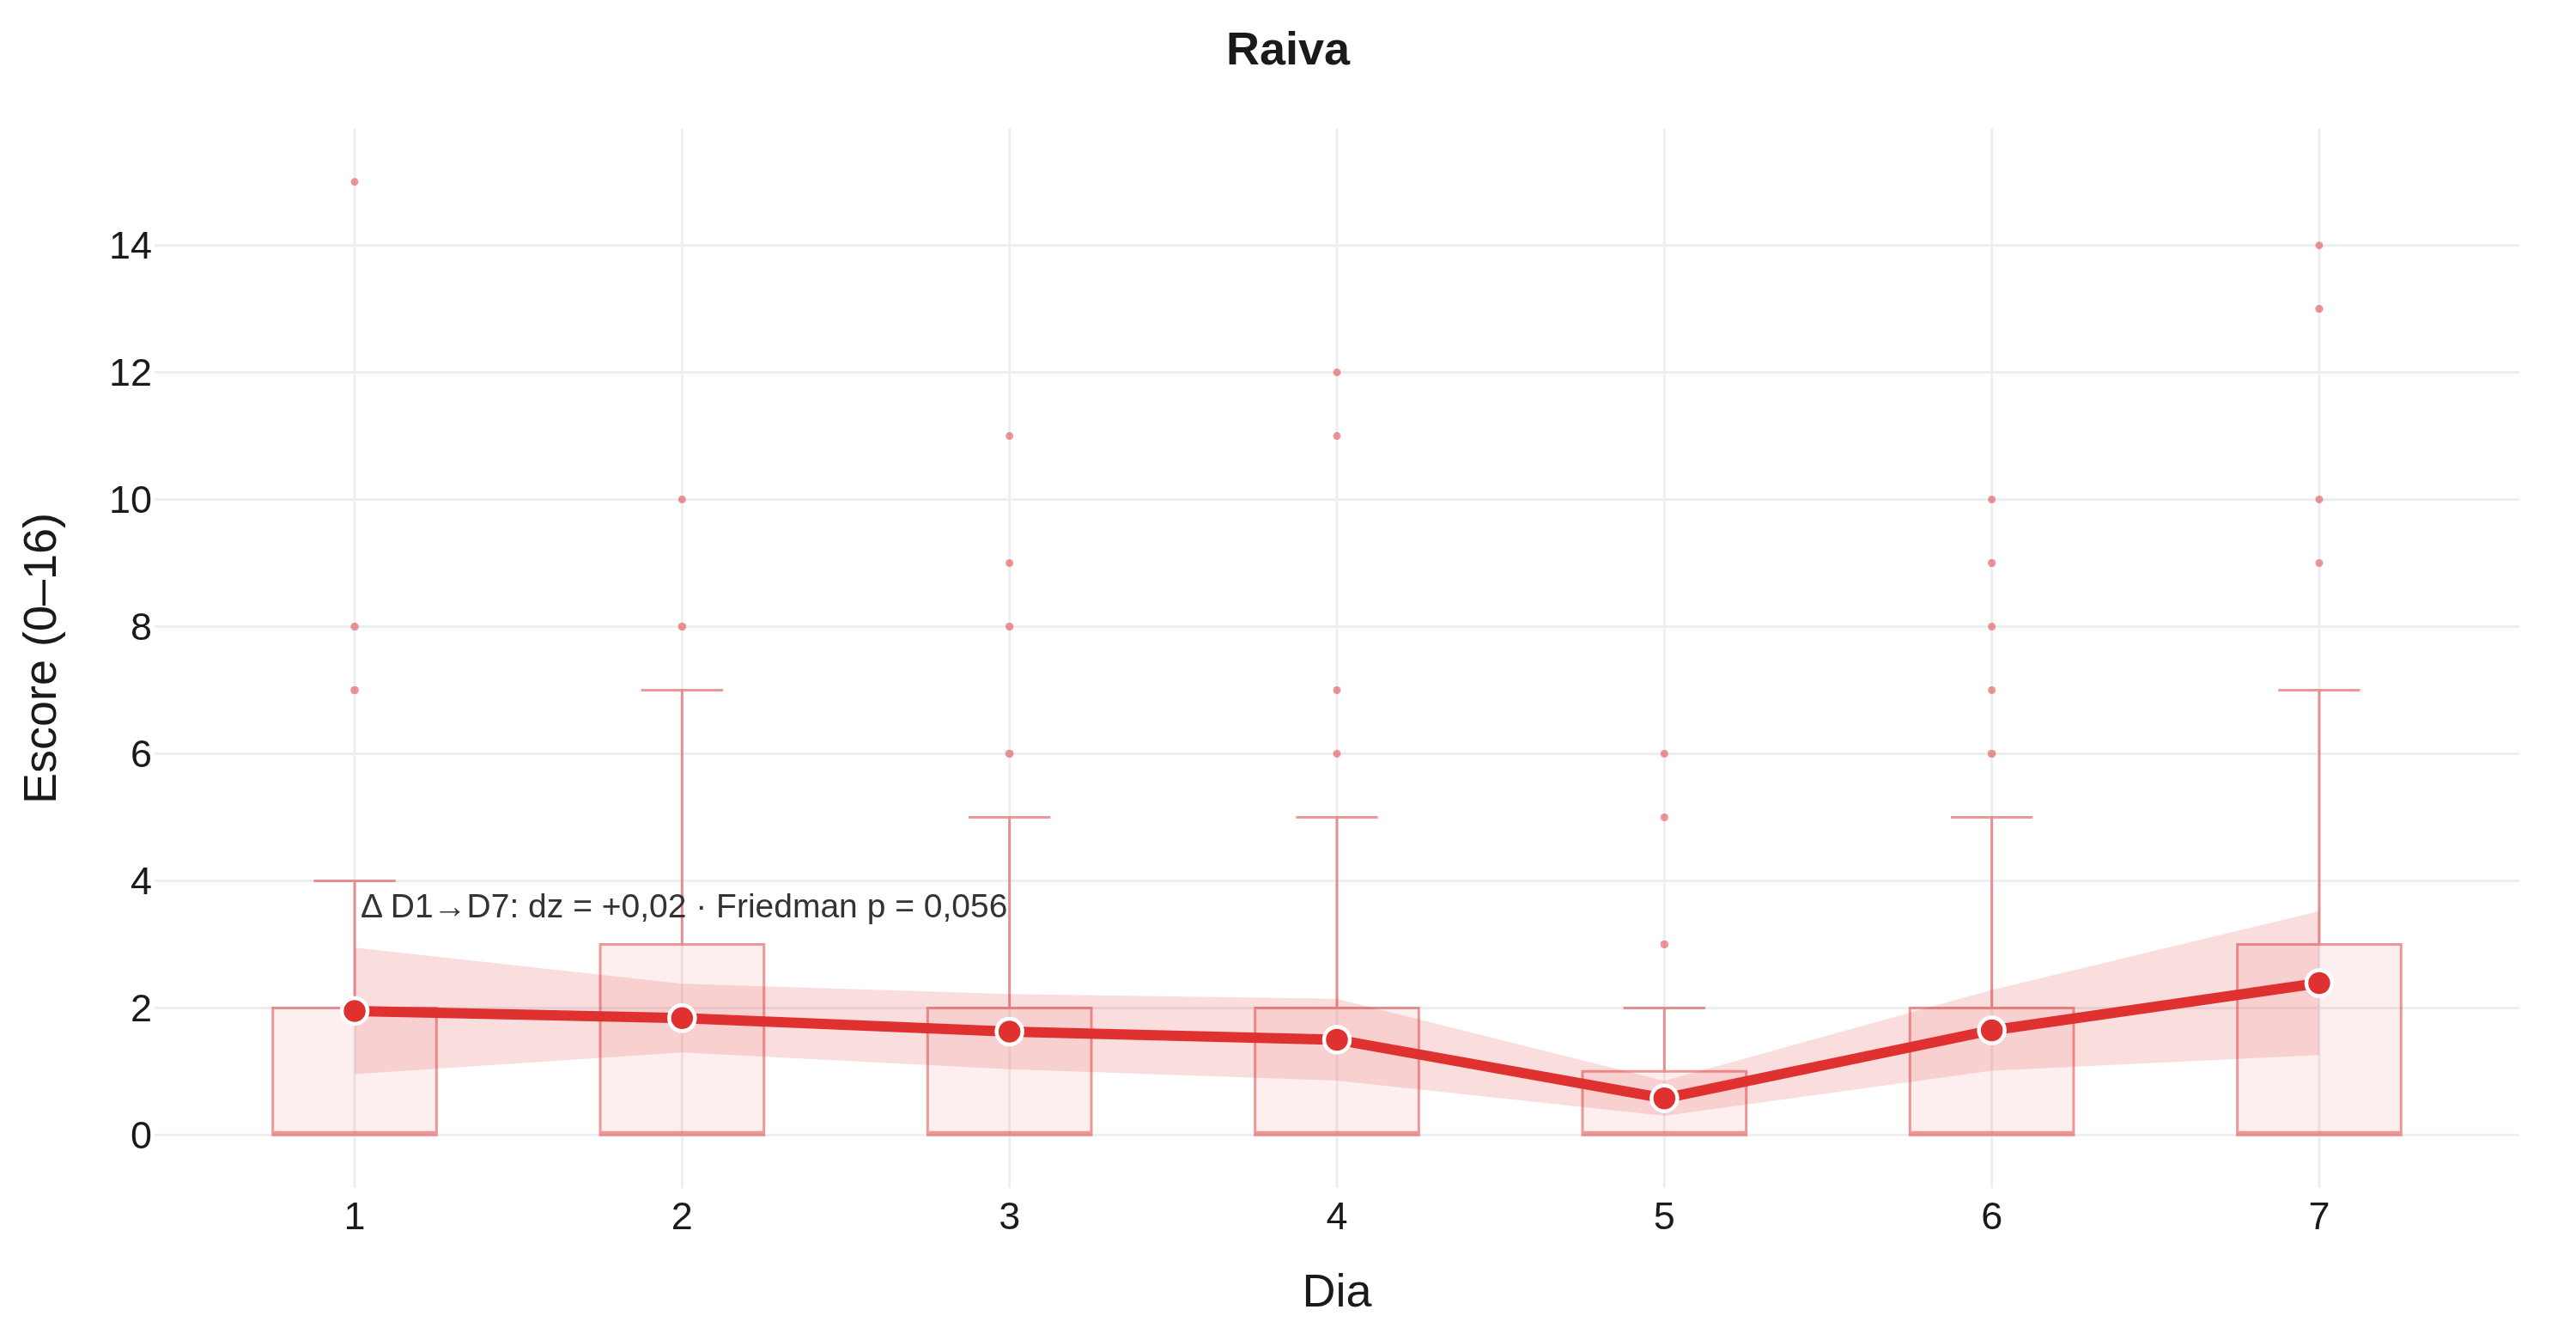 Raiva
Escore (0–16)
14
12
10
8
6
4
2
0
Δ D1→D7: dz = +0,02 · Friedman p = 0,056
1 2 3 4 5 6 7
Dia